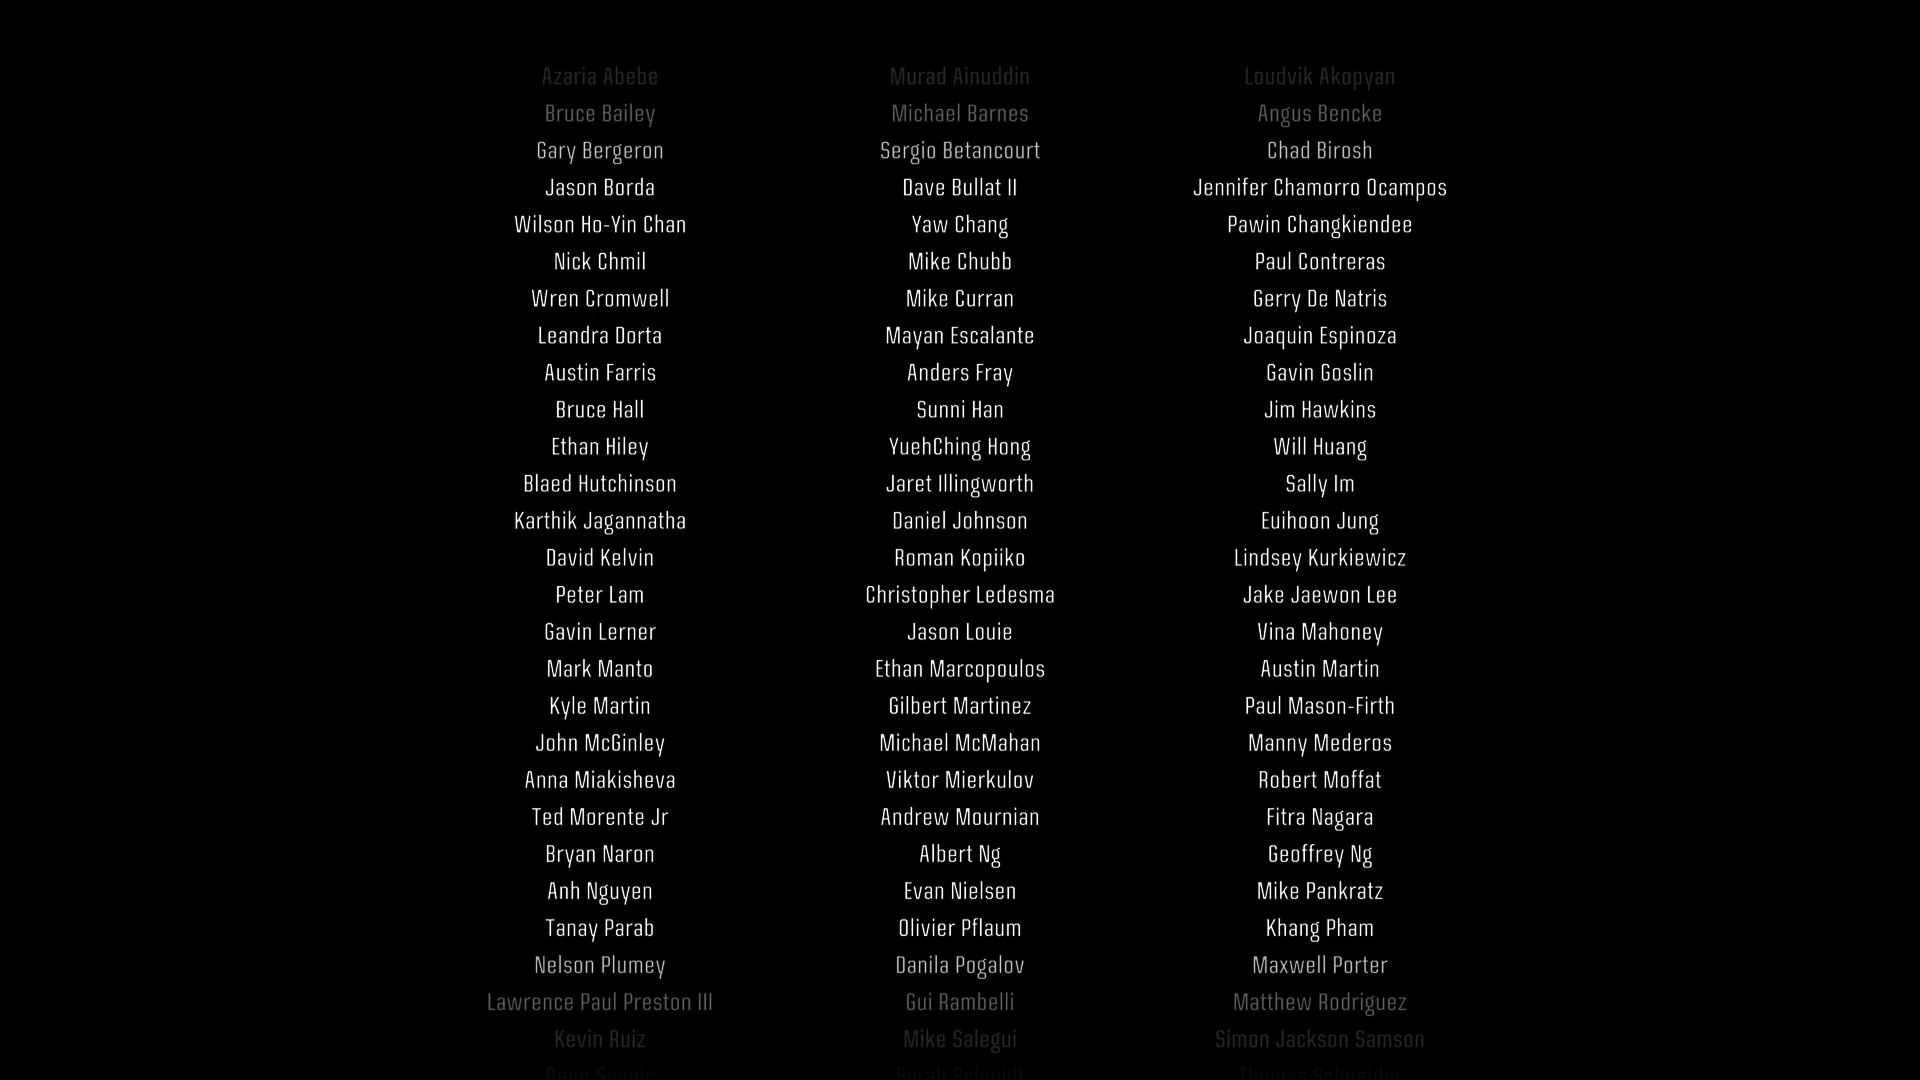 Azaria Abebe Murad Ainuddin Loudvik Akopyan
Bruce Bailey Michael Barnes Angus Bencke
Gary Bergeron Sergio Betancourt Chad Birosh
Jason Borda Dave Bullat II Jennifer Chamorro Ocampos
Wilson Ho-Yin Chan Yaw Chang Pawin Changkiendee
Nick Chmil Mike Chubb Paul Contreras
Wren Cromwell Mike Curran Gerry De Natris
Leandra Dorta Mayan Escalante Joaquin Espinoza
Austin Farris Anders Fray Gavin Goslin
Bruce Hall Sunni Han Jim Hawkins
Ethan Hiley YuehChing Hong Will Huang
Blaed Hutchinson Jaret Illingworth Sally Im
Karthik Jagannatha Daniel Johnson Euihoon Jung
David Kelvin Roman Kopiiko Lindsey Kurkiewicz
Peter Lam Christopher Ledesma Jake Jaewon Lee
Gavin Lerner Jason Louie Vina Mahoney
Mark Manto Ethan Marcopoulos Austin Martin
Kyle Martin Gilbert Martinez Paul Mason-Firth
John McGinley Michael McMahan Manny Mederos
Anna Miakisheva Viktor Mierkulov Robert Moffat
Ted Morente Jr Andrew Mournian Fitra Nagara
Bryan Naron Albert Ng Geoffrey Ng
Anh Nguyen Evan Nielsen Mike Pankratz
Tanay Parab Olivier Pflaum Khang Pham
Nelson Plumey Danila Pogalov Maxwell Porter
Lawrence Paul Preston III Gui Rambelli Matthew Rodriguez
Kevin Ruiz Mike Salegui Simon Jackson Samson
Sarah Schmidt Thomas Schneider